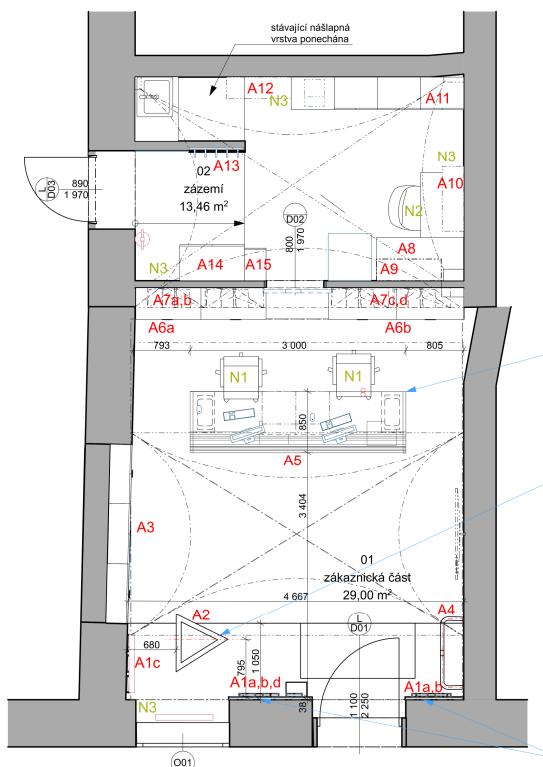 stávající nášlapná
vrstva ponechána
A12
N3
A11
A13
N3
02
zázemí
13,46 m²
A10
L
D03
890
1 970
N2
D02
800
1 970
A8
A14
A15
A9
N3
A7a,b
A7c,d
A6a
A6b
793
3 000
805
N1
N1
850
A5
3 404
A3
01
zákaznická část
29,00 m²
4 667
A2
A4
L
D01
680
795
1 050
A1c
A1a,b,d
A1a,b
N3
38
1 100
2 250
O01